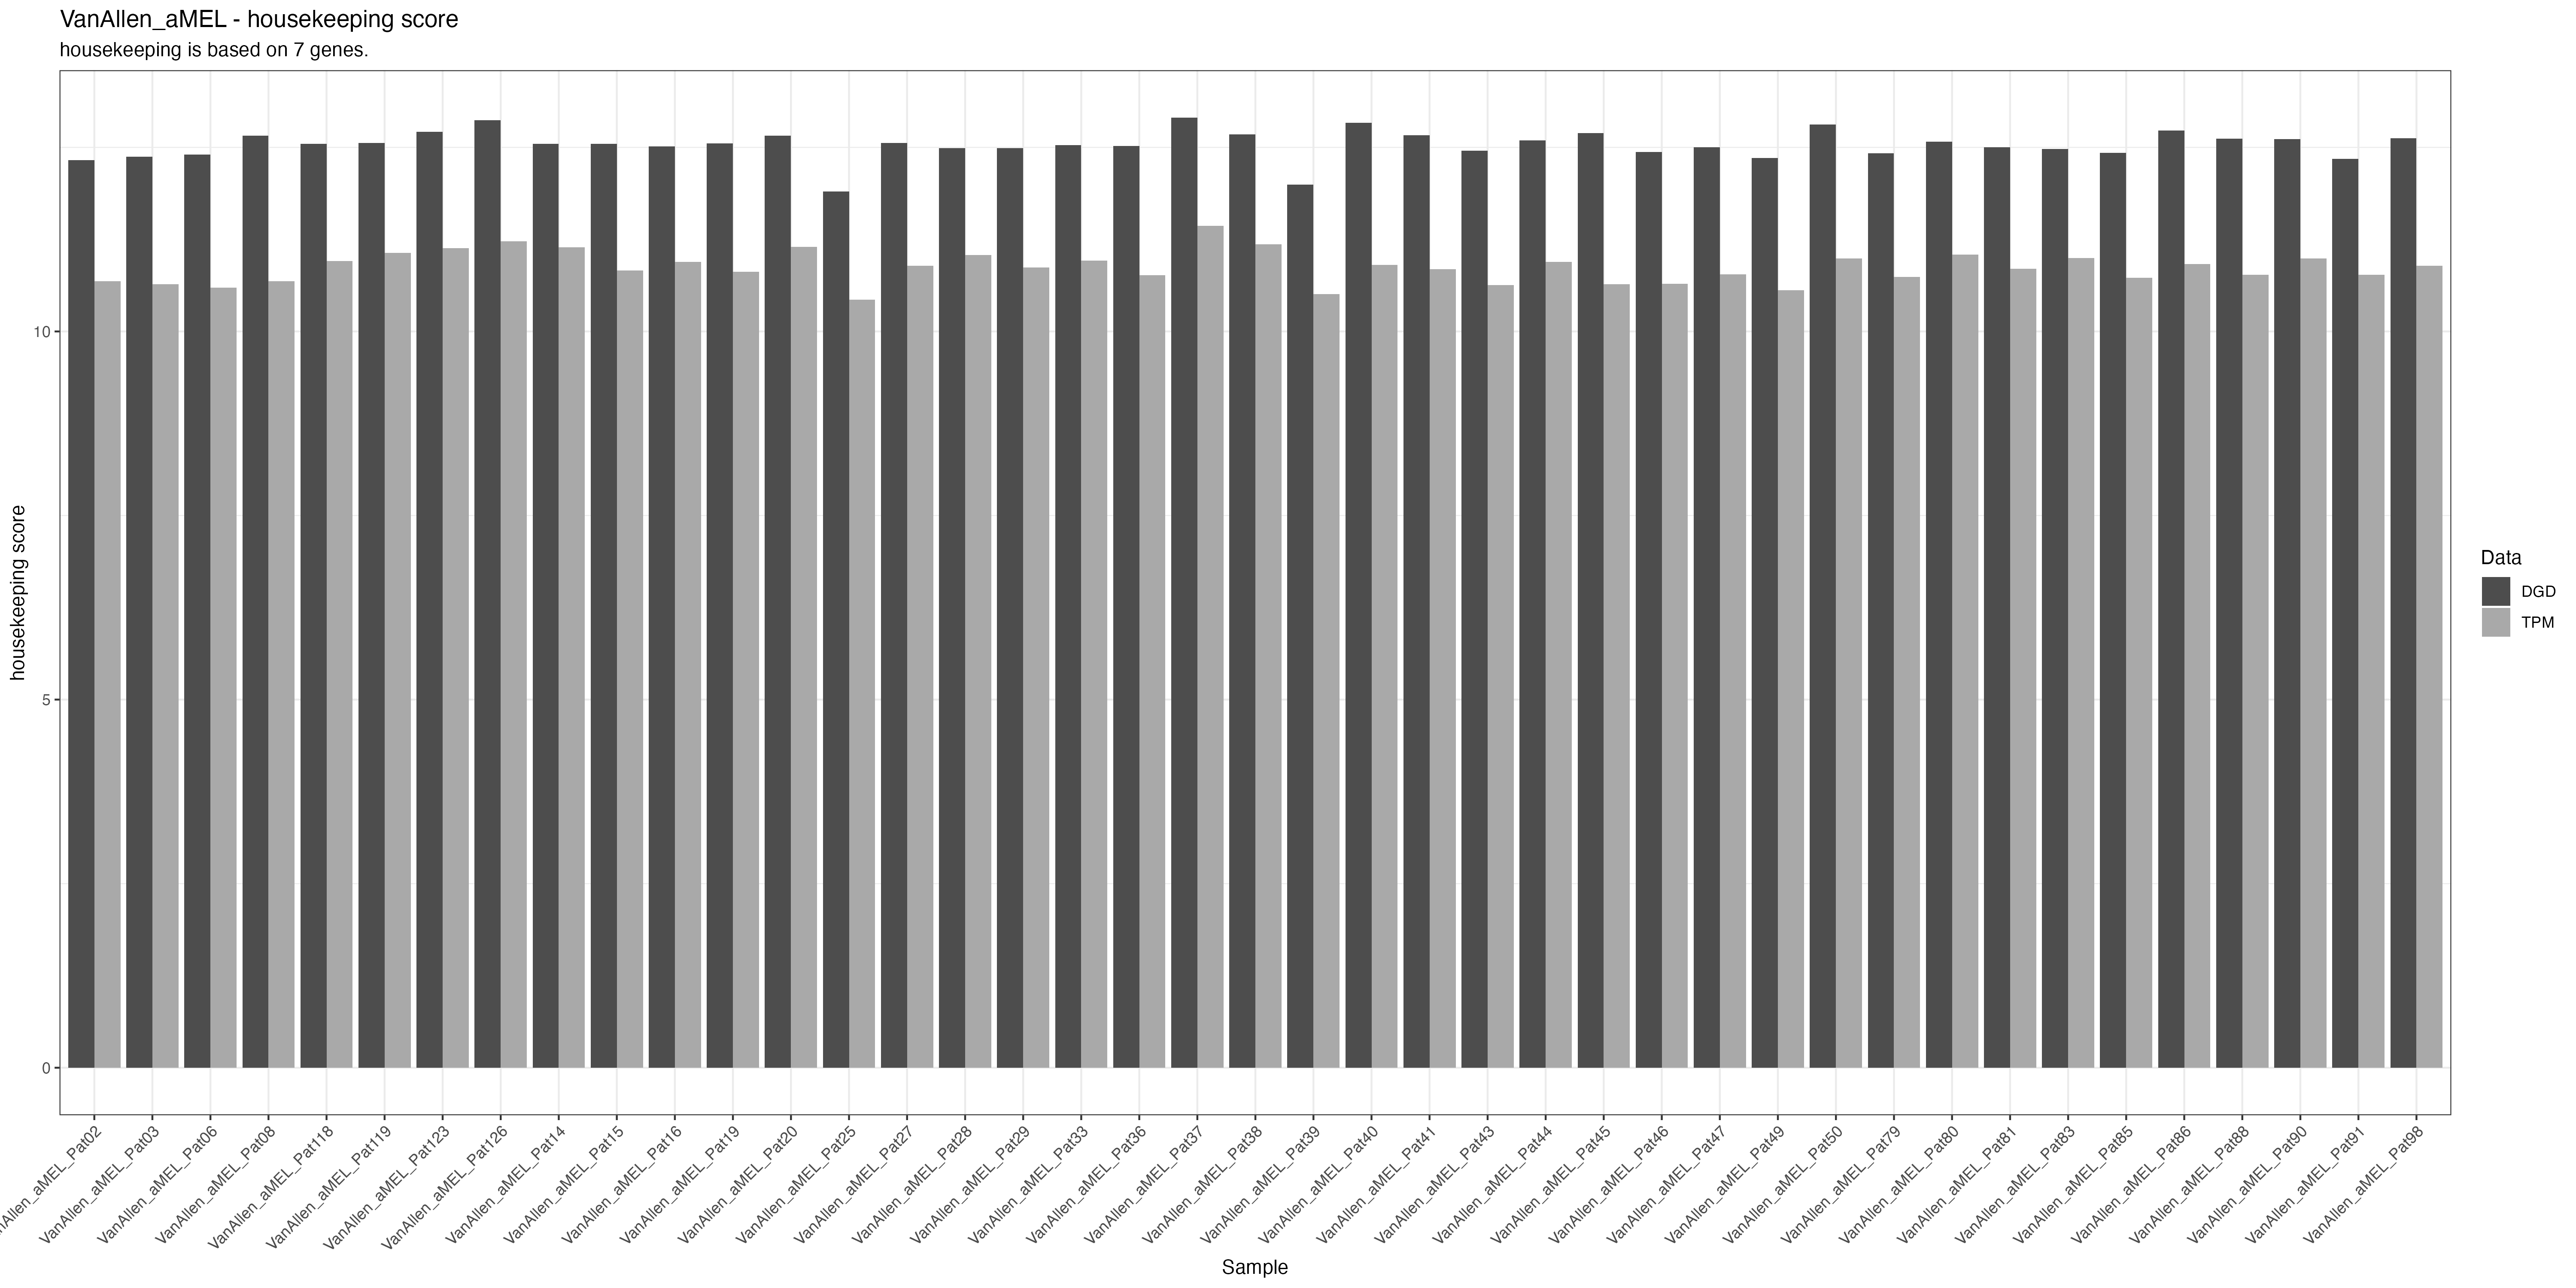 VanAllen_aMEL - housekeeping score
housekeeping is based on 7 genes.
housekeeping score
10
5
0
VanAllen_aMEL_Pat03
VanAllen_aMEL_Pat06
VanAllen_aMEL_Pat08
VanAllen_aMEL_Pat118
VanAllen_aMEL_Pat119
VanAllen_aMEL_Pat123
VanAllen_aMEL_Pat126
VanAllen_aMEL_Pat14
VanAllen_aMEL_Pat15
VanAllen_aMEL_Pat16
VanAllen_aMEL_Pat19
VanAllen_aMEL_Pat20
VanAllen_aMEL_Pat25
VanAllen_aMEL_Pat27
VanAllen_aMEL_Pat28
VanAllen_aMEL_Pat29
VanAllen_aMEL_Pat33
VanAllen_aMEL_Pat36
VanAllen_aMEL_Pat37
VanAllen_aMEL_Pat38
VanAllen_aMEL_Pat39
VanAllen_aMEL_Pat40
VanAllen_aMEL_Pat41
VanAllen_aMEL_Pat43
VanAllen_aMEL_Pat44
VanAllen_aMEL_Pat45
VanAllen_aMEL_Pat46
VanAllen_aMEL_Pat47
VanAllen_aMEL_Pat49
VanAllen_aMEL_Pat50
VanAllen_aMEL_Pat79
VanAllen_aMEL_Pat80
VanAllen_aMEL_Pat81
VanAllen_aMEL_Pat83
VanAllen_aMEL_Pat85
VanAllen_aMEL_Pat86
VanAllen_aMEL_Pat88
VanAllen_aMEL_Pat90
VanAllen_aMEL_Pat91
VanAllen_aMEL_Pat98
Sample
Data
DGD
TPM